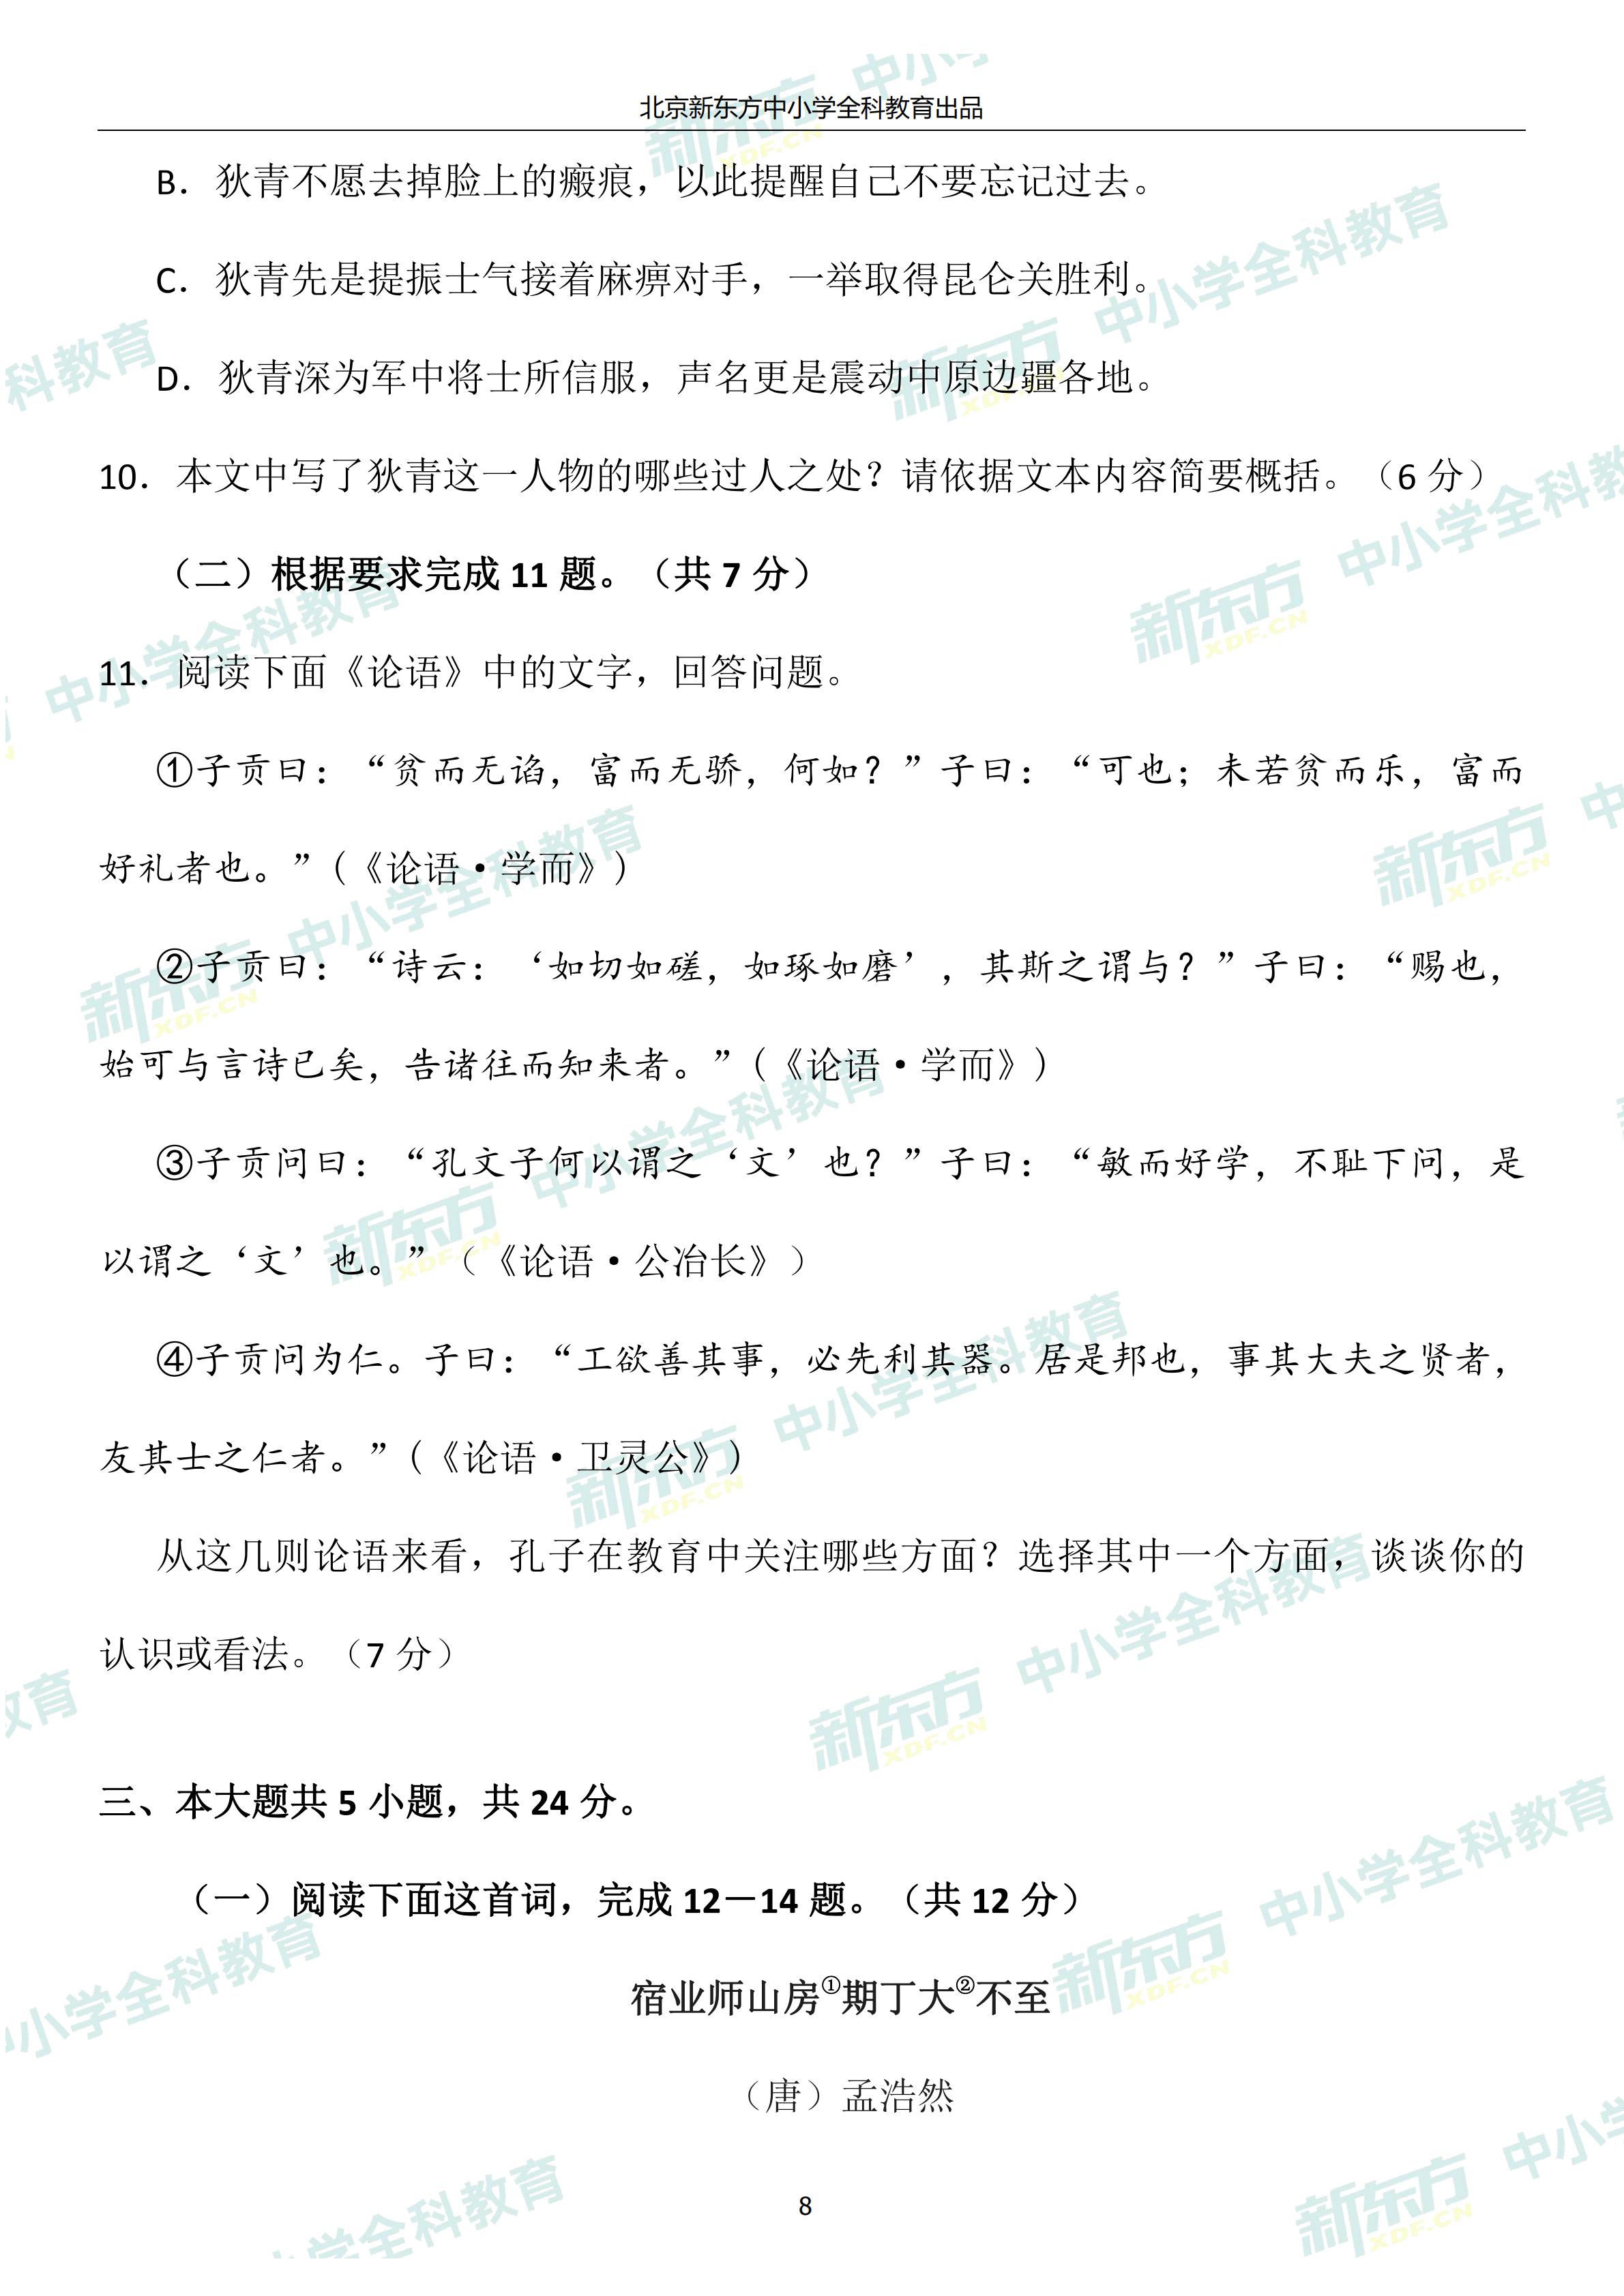 北京新东方中小学全科教育出品
B．狄青不愿去掉脸上的瘢痕，以此提醒自己不要忘记过去。
C．狄青先是提振士气接着麻痹对手，一举取得昆仑关胜利。
D．狄青深为军中将士所信服，声名更是震动中原边疆各地。
10．本文中写了狄青这一人物的哪些过人之处？请依据文本内容简要概括。（6 分）
（二）根据要求完成 11 题。（共 7 分）
11．阅读下面《论语》中的文字，回答问题。
①子贡曰：“贫而无谄，富而无骄，何如？”子曰：“可也；未若贫而乐，富而
好礼者也。”（《论语·学而》）
②子贡曰：“诗云：‘如切如磋，如琢如磨’，其斯之谓与？”子曰：“赐也，
始可与言诗已矣，告诸往而知来者。”（《论语·学而》）
③子贡问曰：“孔文子何以谓之‘文’也？”子曰：“敏而好学，不耻下问，是
以谓之‘文’也。”（《论语·公冶长》）
④子贡问为仁。子曰：“工欲善其事，必先利其器。居是邦也，事其大夫之贤者，
友其士之仁者。”（《论语·卫灵公》）
从这几则论语来看，孔子在教育中关注哪些方面？选择其中一个方面，谈谈你的
认识或看法。（7 分）
三、本大题共 5 小题，共 24 分。
（一）阅读下面这首词，完成 12－14 题。（共 12 分）
宿业师山房①期丁大②不至
（唐）孟浩然
8